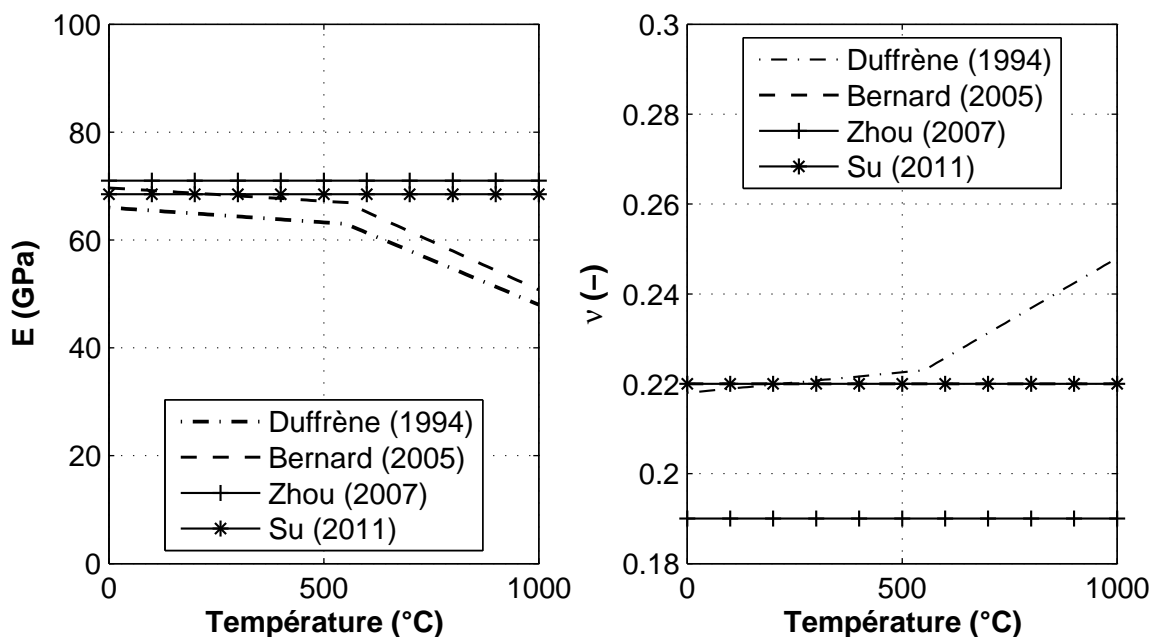 100
80
60
40
20
0
E (GPa)
Duffrène (1994)
Bernard (2005)
Zhou (2007)
Su (2011)
0
500
1000
Température (°C)
0.3
0.28
0.26
0.24
0.22
0.2
0.18
ν (–)
Duffrène (1994)
Bernard (2005)
Zhou (2007)
Su (2011)
0
500
1000
Température (°C)